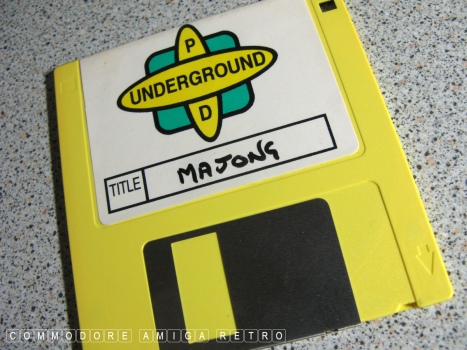 P
UNDERGROUND
D
TITLE MAJONG
COMMODORE AMIGA RETRO